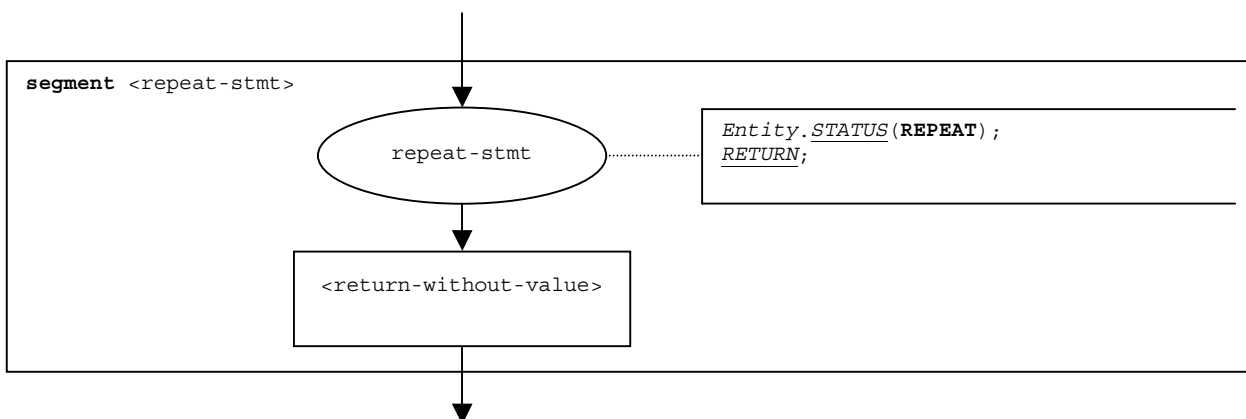 segment <repeat-stmt>
repeat-stmt
Entity.STATUS(REPEAT);
RETURN;
<return-without-value>